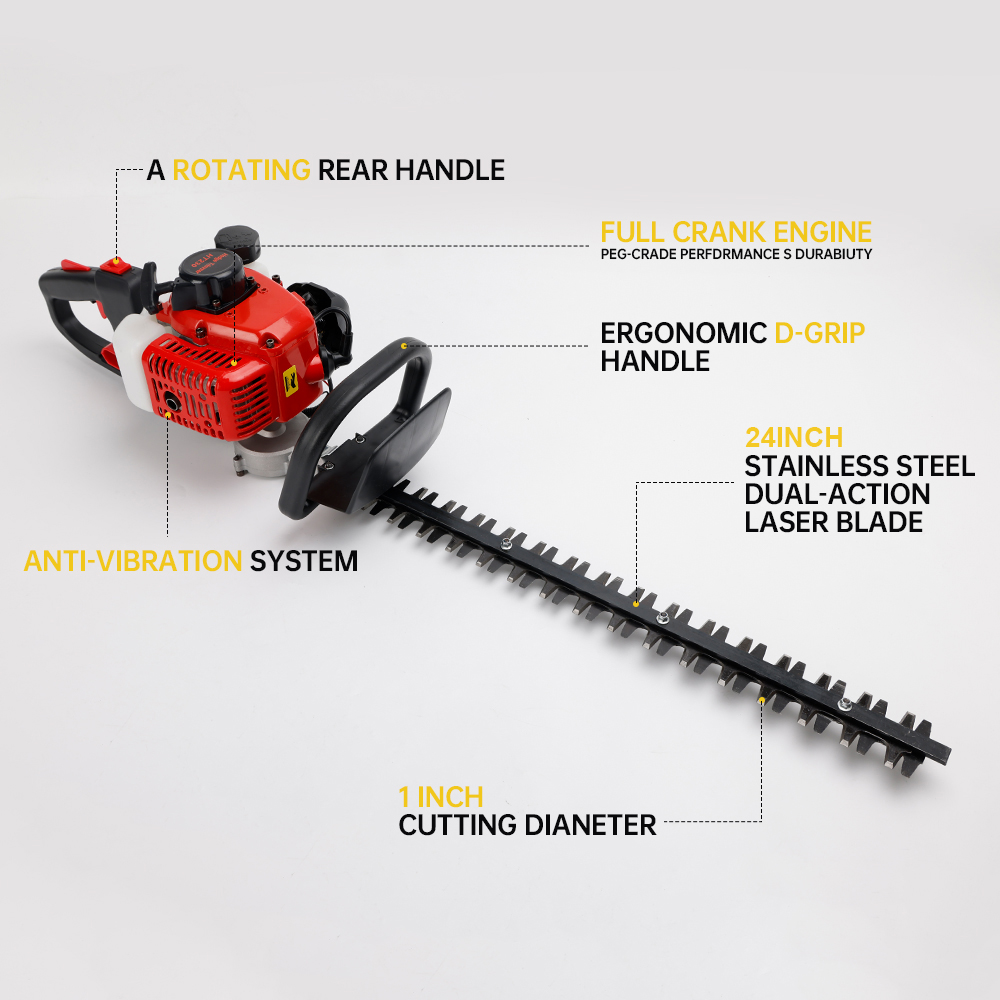 A ROTATING REAR HANDLE
FULL CRANK ENGINE
PEG-CRADE PERFDRMANCE S DURABIUTY
ERGONOMIC D-GRIP
HANDLE
24INCH
STAINLESS STEEL
DUAL-ACTION
LASER BLADE
ANTI-VIBRATION SYSTEM
1 INCH
CUTTING DIANETER